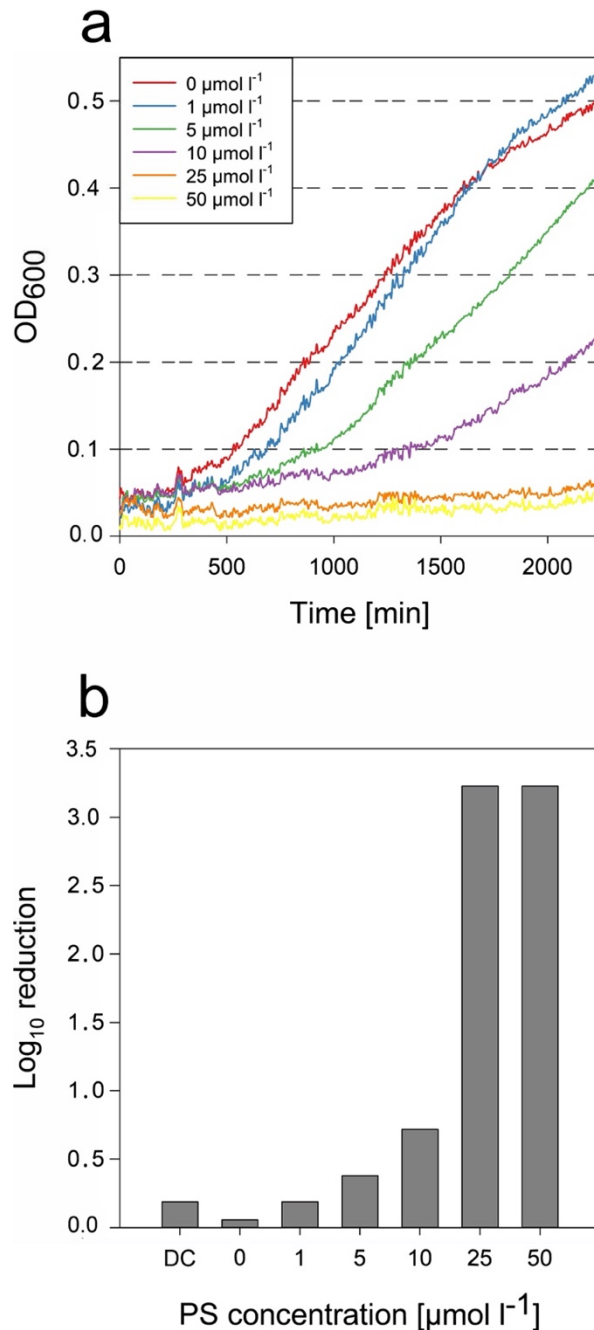 a
0 µmol l⁻¹
1 µmol l⁻¹
5 µmol l⁻¹
10 µmol l⁻¹
25 µmol l⁻¹
50 µmol l⁻¹
0.5
0.4
0.3
0.2
0.1
0.0
OD₆₀₀
0 500 1000 1500 2000
Time [min]
b
3.5
3.0
2.5
2.0
1.5
1.0
0.5
0.0
Log₁₀ reduction
DC 0 1 5 10 25 50
PS concentration [µmol l⁻¹]